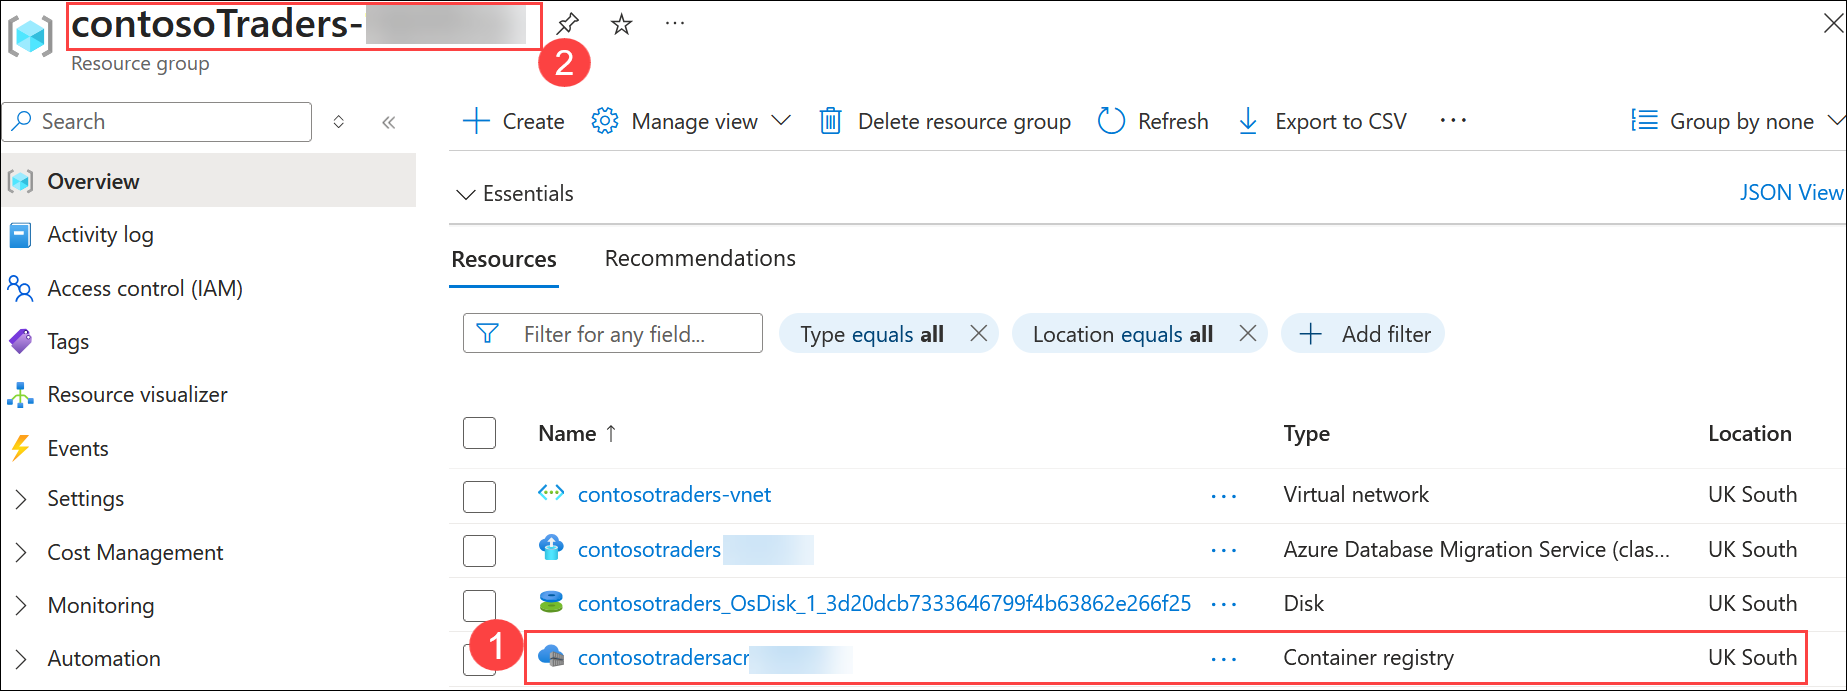 contosoTraders-
2
Resource group
Search
Create
Manage view
Delete resource group
Refresh
Export to CSV
Group by none
Overview
Essentials
JSON View
Activity log
Resources
Recommendations
Access control (IAM)
Tags
Filter for any field...
Type equals all
Location equals all
Add filter
Resource visualizer
Events
Name ↑
Type
Location
Settings
contosotraders-vnet
Virtual network
UK South
Cost Management
contosotraders
Azure Database Migration Service (clas...
UK South
Monitoring
contosotraders_OsDisk_1_3d20dcb7333646799f4b63862e266f25
Disk
UK South
Automation
1
contosotradersacr
Container registry
UK South